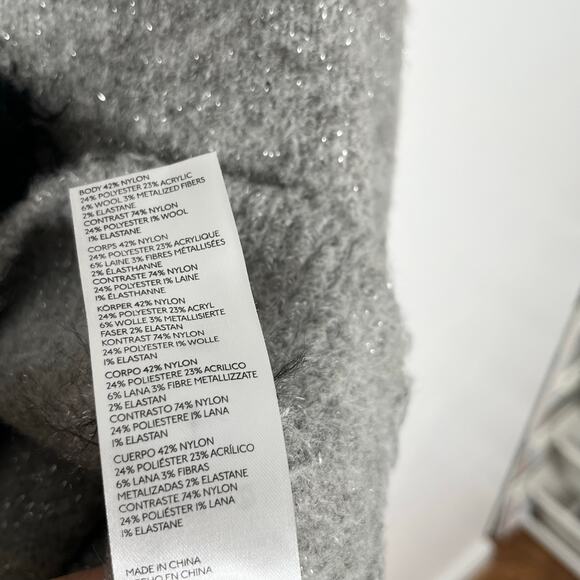 BODY 42% NYLON
24% POLYESTER 23% ACRYLIC
6% WOOL 3% METALIZED FIBERS
2% ELASTANE
CONTRAST 74% NYLON
24% POLYESTER 1% WOOL
1% ELASTANE
CORPS 42% NYLON
24% POLYESTER 23% ACRYLIQUE
6% LAINE 3% FIBRES MÉTALLISÉES
2% ÉLASTHANNE
CONTRASTE 74% NYLON
24% POLYESTER 1% LAINE
1% ÉLASTHANNE
KÖRPER 42% NYLON
24% POLYESTER 23% ACRYL
6% WOLLE 3% METALLISIERTE
FASER 2% ELASTAN
KONTRAST 74% NYLON
24% POLYESTER 1% WOLLE
1% ELASTAN
CORPO 42% NYLON
24% POLIESTERE 23% ACRILICO
6% LANA 3% FIBRE METALLIZZATE
2% ELASTAN
CONTRASTO 74% NYLON
24% POLIESTERE 1% LANA
1% ELASTAN
CUERPO 42% NYLON
24% POLIÉSTER 23% ACRÍLICO
6% LANA 3% FIBRAS
METALIZADAS 2% ELASTANE
CONTRASTE 74% NYLON
24% POLIÉSTER 1% LANA
1% ELASTANE
MADE IN CHINA
EN CHINA